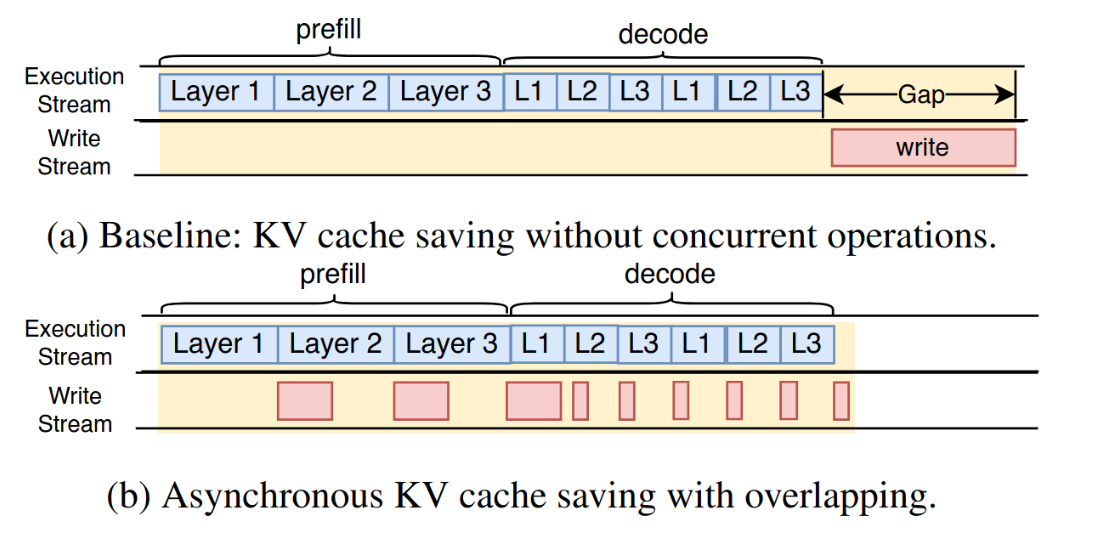 prefill
decode
Execution
Stream
Layer 1 Layer 2 Layer 3 L1 L2 L3 L1 L2 L3 Gap
Write
Stream
write
(a) Baseline: KV cache saving without concurrent operations.
prefill
decode
Execution
Stream
Layer 1 Layer 2 Layer 3 L1 L2 L3 L1 L2 L3
Write
Stream
(b) Asynchronous KV cache saving with overlapping.